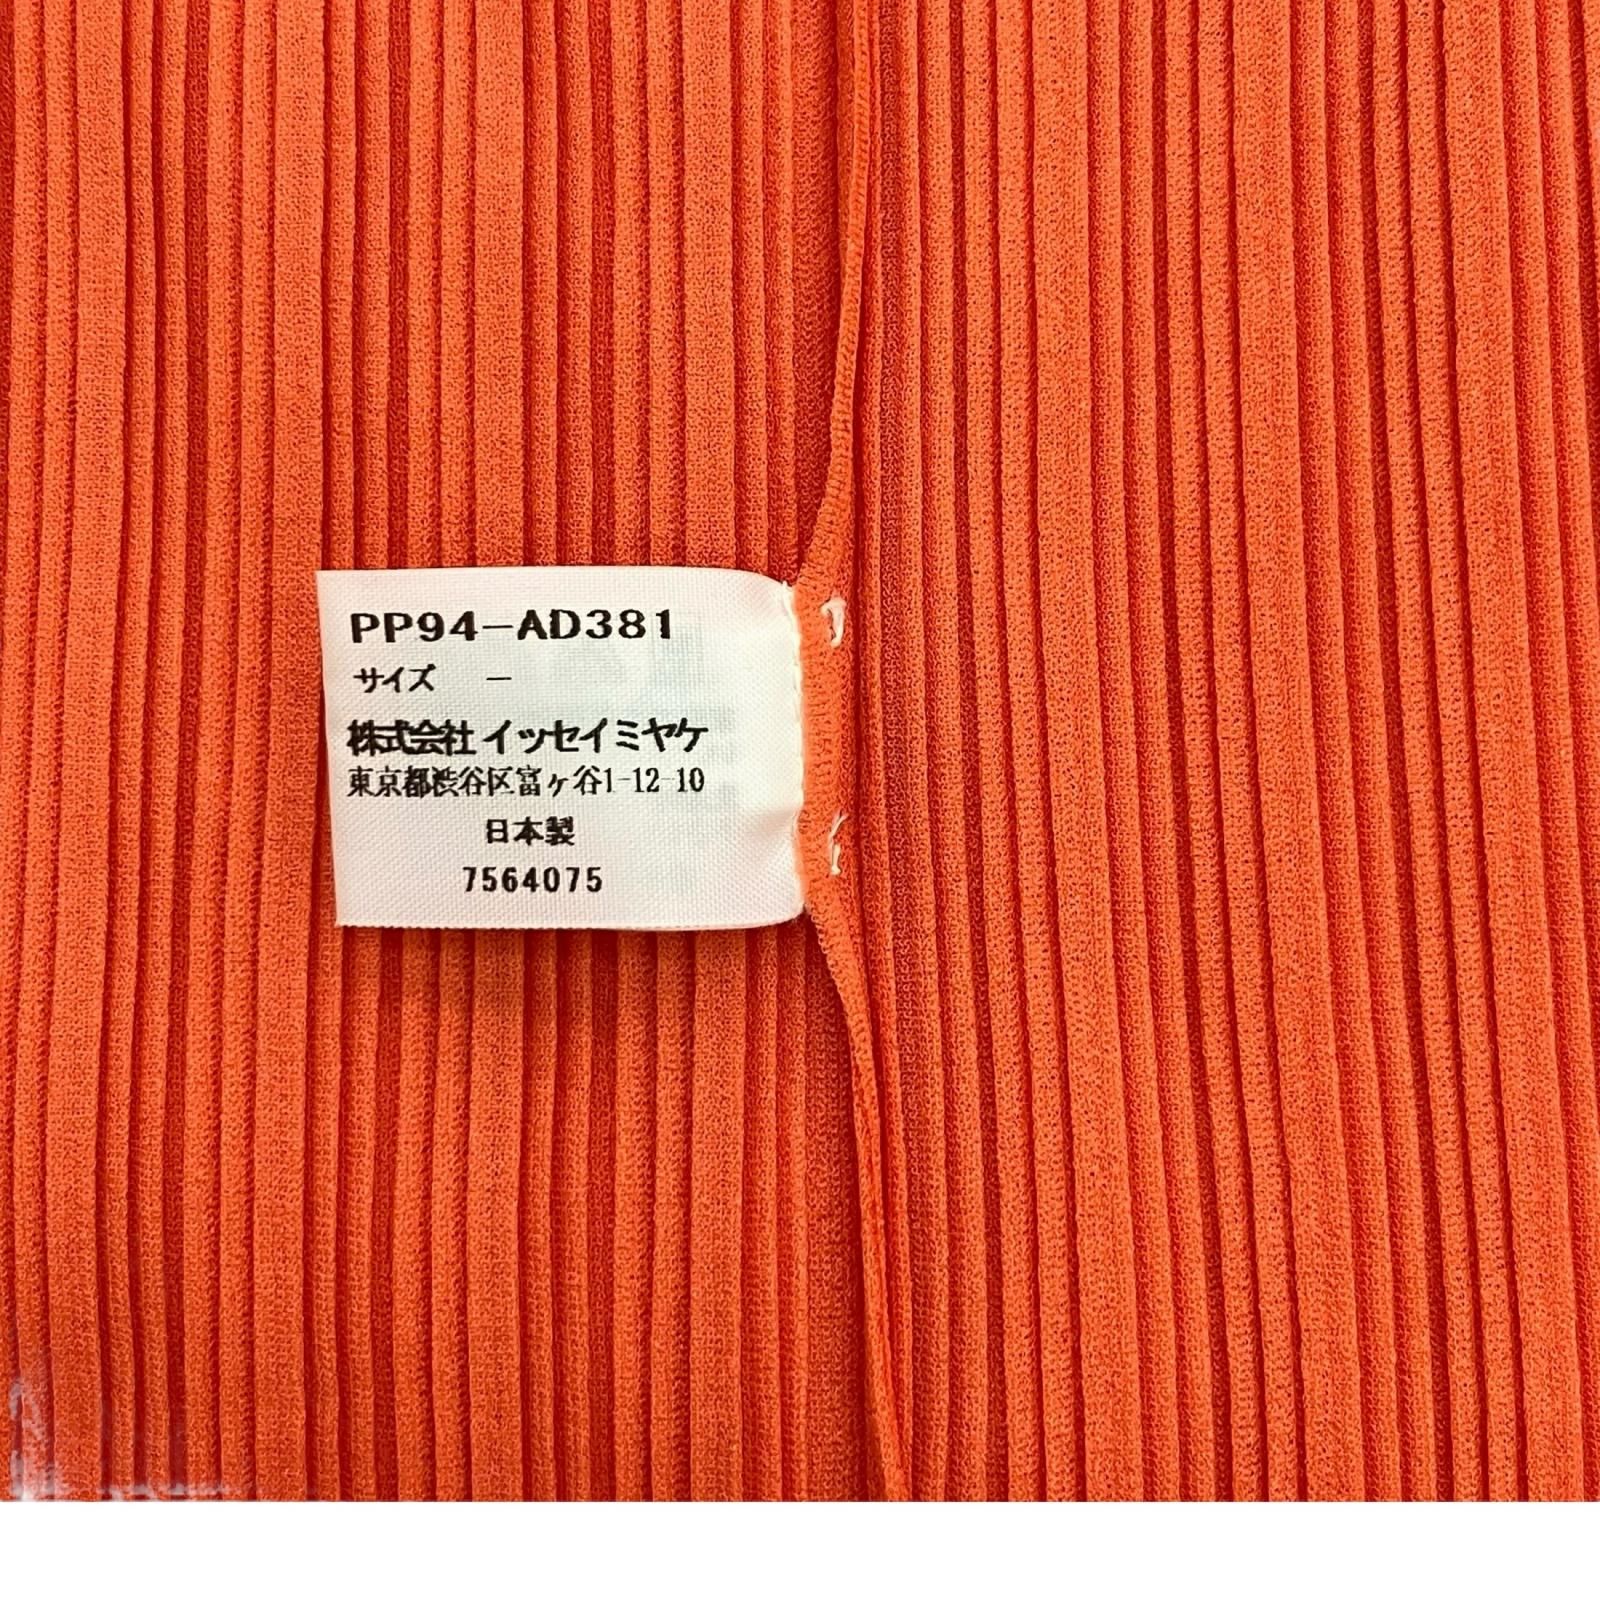 PP94-AD381
サイズ －
株式会社 イッセイミヤケ
東京都渋谷区富ヶ谷1-12-10
日本製
7564075